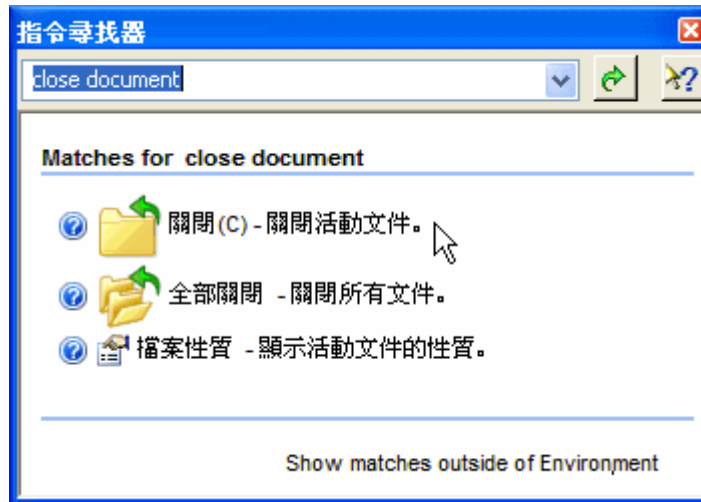 指令尋找器
close document
Matches for close document
關閉(C) - 關閉活動文件。
全部關閉 - 關閉所有文件。
檔案性質 - 顯示活動文件的性質。
Show matches outside of Environment